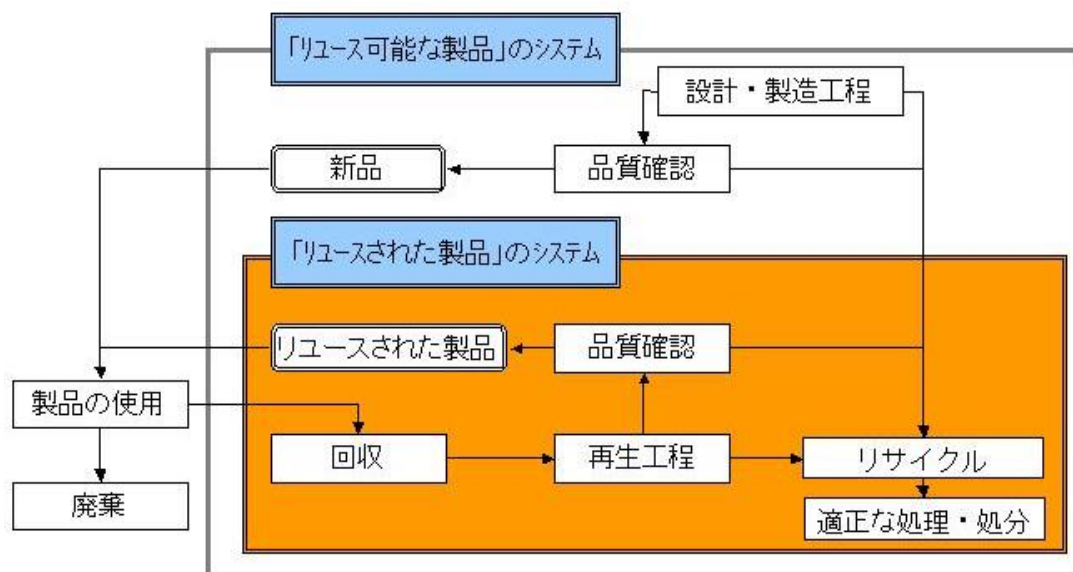 「リユース可能な製品」のシステム
設計・製造工程
新品
品質確認
「リユースされた製品」のシステム
リユースされた製品
品質確認
製品の使用
回収
再生工程
リサイクル
廃棄
適正な処理・処分